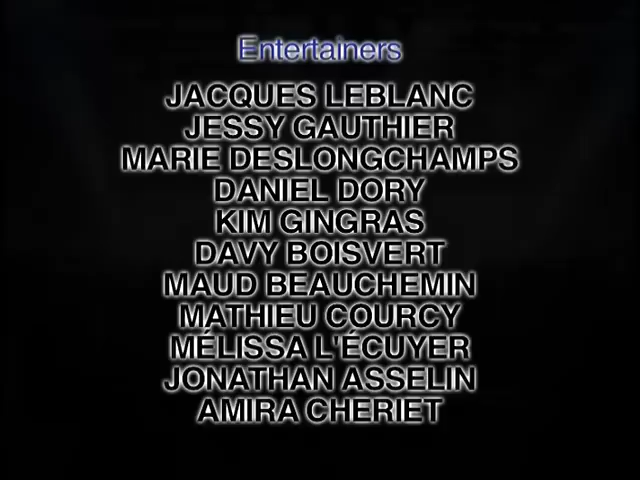 Entertainers
JACQUES LEBLANC
JESSY GAUTHIER
MARIE DESLONGCHAMPS
DANIEL DORY
KIM GINGRAS
DAVY BOISVERT
MAUD BEAUCHEMIN
MATHIEU COURCY
MÉLISSA L'ÉCUYER
JONATHAN ASSELIN
AMIRA CHERIET